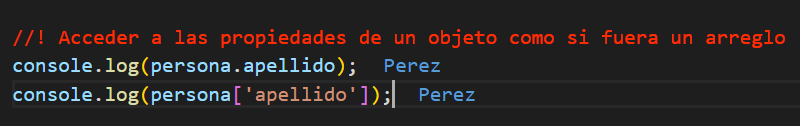 //! Acceder a las propiedades de un objeto como si fuera un arreglo
console.log(persona.apellido);  Perez
console.log(persona['apellido']);  Perez